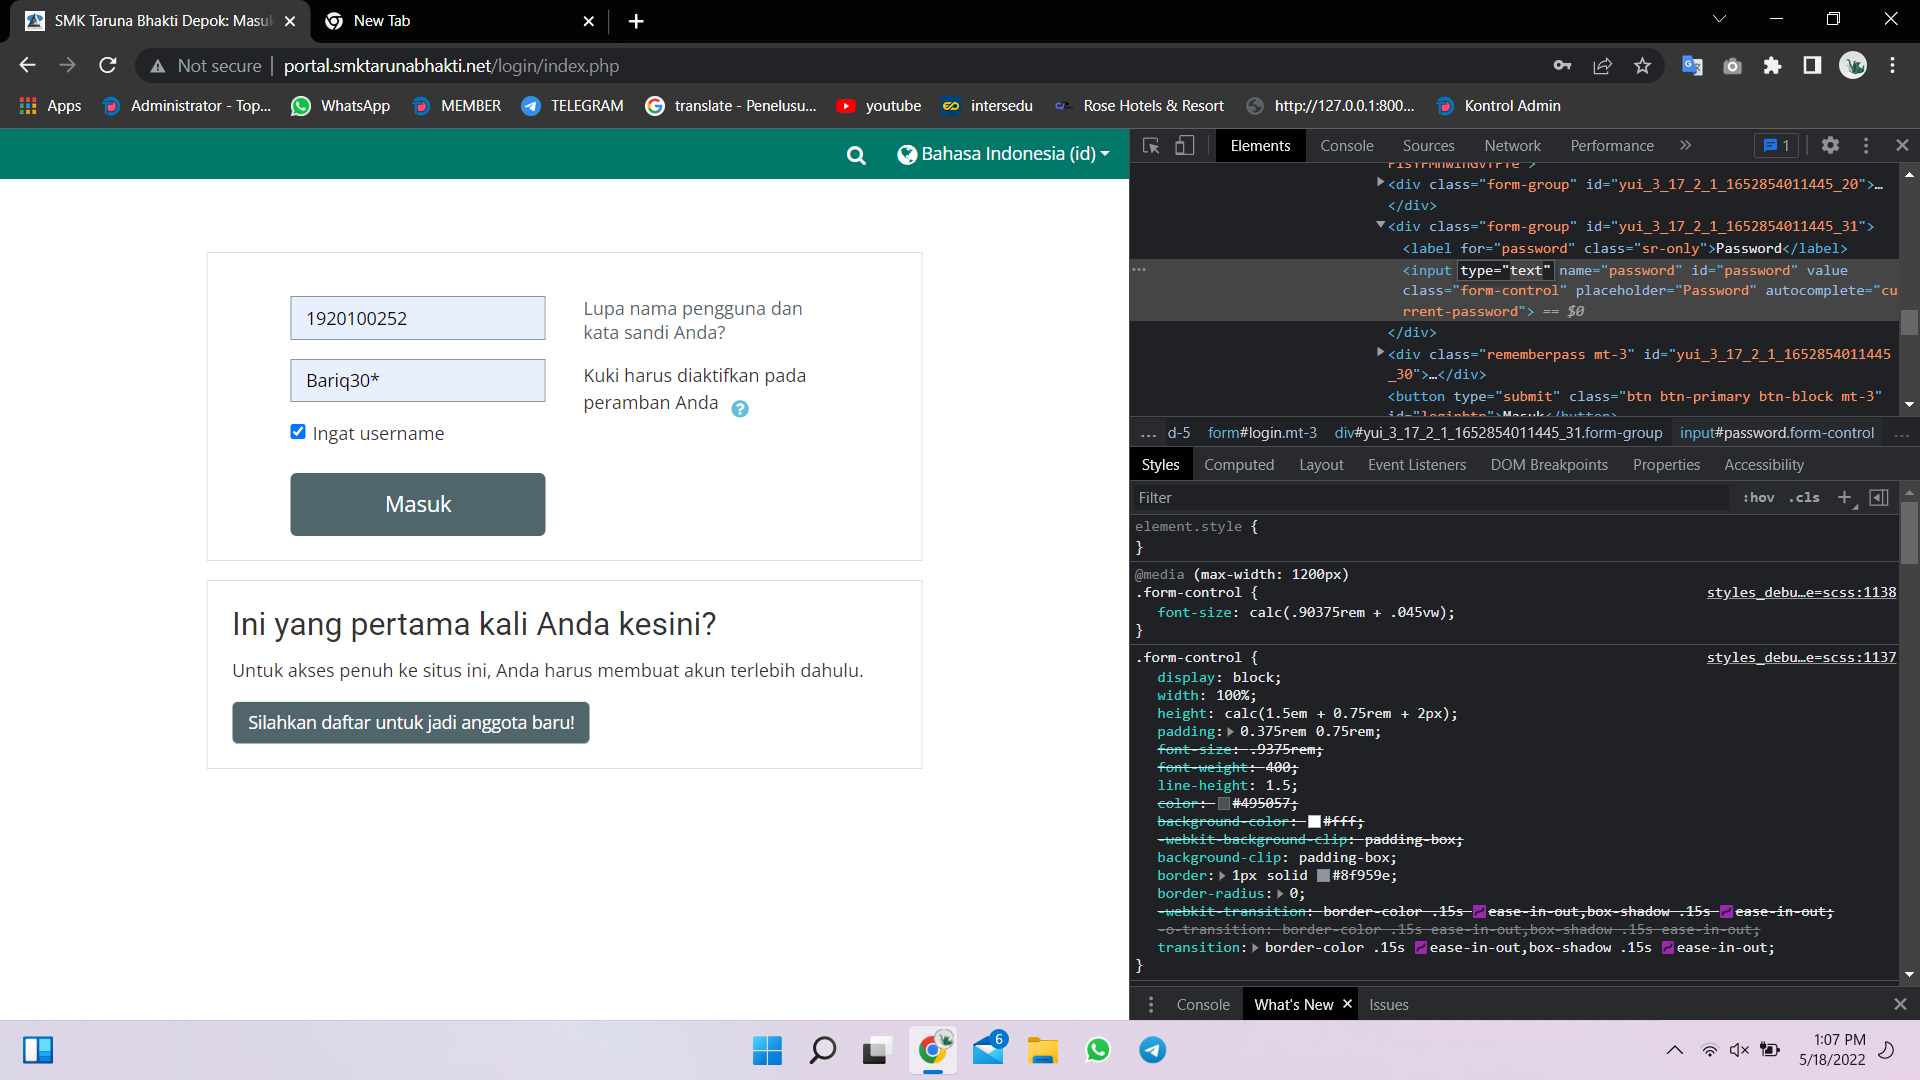 SMK Taruna Bhakti Depok: Masuk
New Tab
Not secure
portal.smktarunabhakti.net/login/index.php
Apps
Administrator - Top...
WhatsApp
MEMBER
TELEGRAM
translate - Penelusu...
youtube
intersedu
Rose Hotels & Resort
http://127.0.0.1:800...
Kontrol Admin
Bahasa Indonesia (id)
1920100252
Bariq30*
Ingat username
Masuk
Lupa nama pengguna dan
kata sandi Anda?
Kuki harus diaktifkan pada
peramban Anda
Ini yang pertama kali Anda kesini?
Untuk akses penuh ke situs ini, Anda harus membuat akun terlebih dahulu.
Silahkan daftar untuk jadi anggota baru!
Elements Console Sources Network Performance » 1
<div class="form-group" id="yui_3_17_2_1_1652854011445_20">…
</div>
<div class="form-group" id="yui_3_17_2_1_1652854011445_31">
<label for="password" class="sr-only">Password</label>
<input type="text" name="password" id="password" value
class="form-control" placeholder="Password" autocomplete="cu
rrent-password"> == $0
</div>
<div class="rememberpass mt-3" id="yui_3_17_2_1_1652854011445
_30">…</div>
<button type="submit" class="btn btn-primary btn-block mt-3"
id="loginbtn">Masuk</button>
... d-5 form#login.mt-3 div#yui_3_17_2_1_1652854011445_31.form-group input#password.form-control ...
Styles Computed Layout Event Listeners DOM Breakpoints Properties Accessibility
Filter :hov .cls +
element.style {
}
@media (max-width: 1200px)
.form-control { styles_debu…e=scss:1138
font-size: calc(.90375rem + .045vw);
}
.form-control { styles_debu…e=scss:1137
display: block;
width: 100%;
height: calc(1.5em + 0.75rem + 2px);
padding: 0.375rem 0.75rem;
font-size: .9375rem;
font-weight: 400;
line-height: 1.5;
color: #495057;
background-color: #fff;
-webkit-background-clip: padding-box;
background-clip: padding-box;
border: 1px solid #8f959e;
border-radius: 0;
-webkit-transition: border-color .15s ease-in-out,box-shadow .15s ease-in-out;
-o-transition: border-color .15s ease-in-out,box-shadow .15s ease-in-out;
transition: border-color .15s ease-in-out,box-shadow .15s ease-in-out;
}
Console What's New Issues
6
1:07 PM
5/18/2022